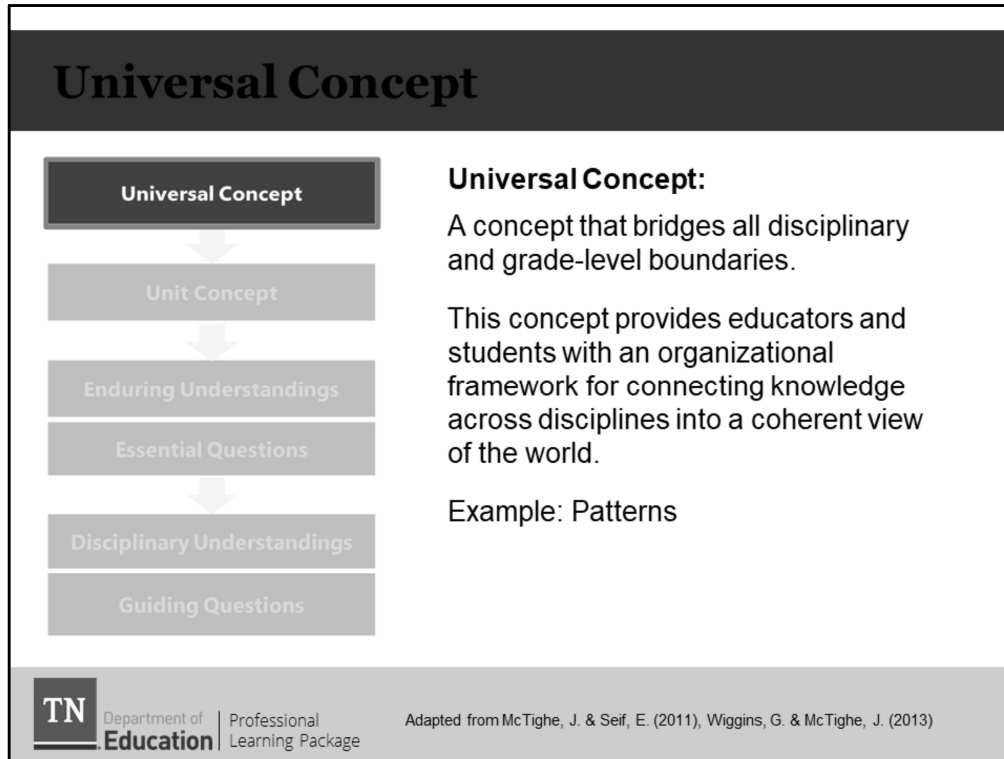 Universal Concept
Universal Concept
Unit Concept
Enduring Understandings
Essential Questions
Disciplinary Understandings
Guiding Questions
Universal Concept:
A concept that bridges all disciplinary
and grade-level boundaries.
This concept provides educators and
students with an organizational
framework for connecting knowledge
across disciplines into a coherent view
of the world.
Example: Patterns
TN
Department of
Education
Professional
Learning Package
Adapted from McTighe, J. & Seif, E. (2011), Wiggins, G. & McTighe, J. (2013)